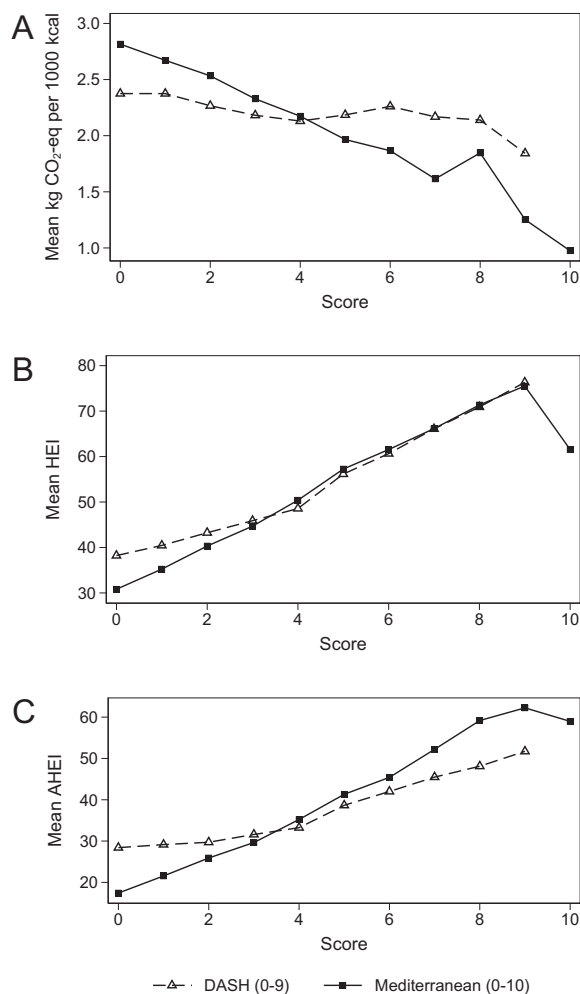 A
Mean kg CO₂-eq per 1000 kcal
3.0
2.5
2.0
1.5
1.0
0 2 4 6 8 10
Score
B
Mean HEI
80
70
60
50
40
30
0 2 4 6 8 10
Score
C
Mean AHEI
60
50
40
30
20
0 2 4 6 8 10
Score
DASH (0-9) Mediterranean (0-10)